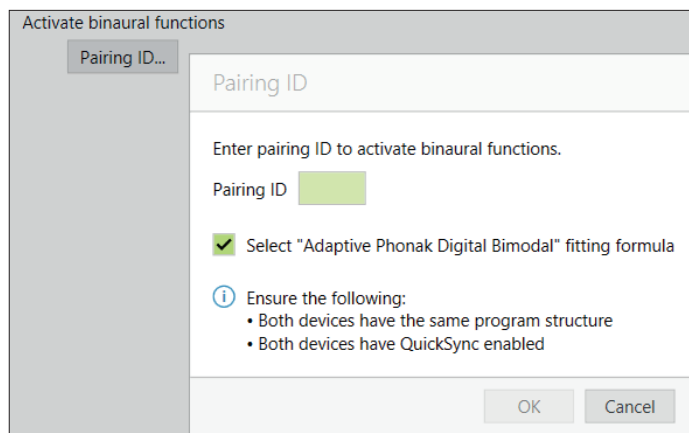 Activate binaural functions
Pairing ID...
Pairing ID
Enter pairing ID to activate binaural functions.
Pairing ID
Select "Adaptive Phonak Digital Bimodal" fitting formula
Ensure the following:
• Both devices have the same program structure
• Both devices have QuickSync enabled
OK Cancel